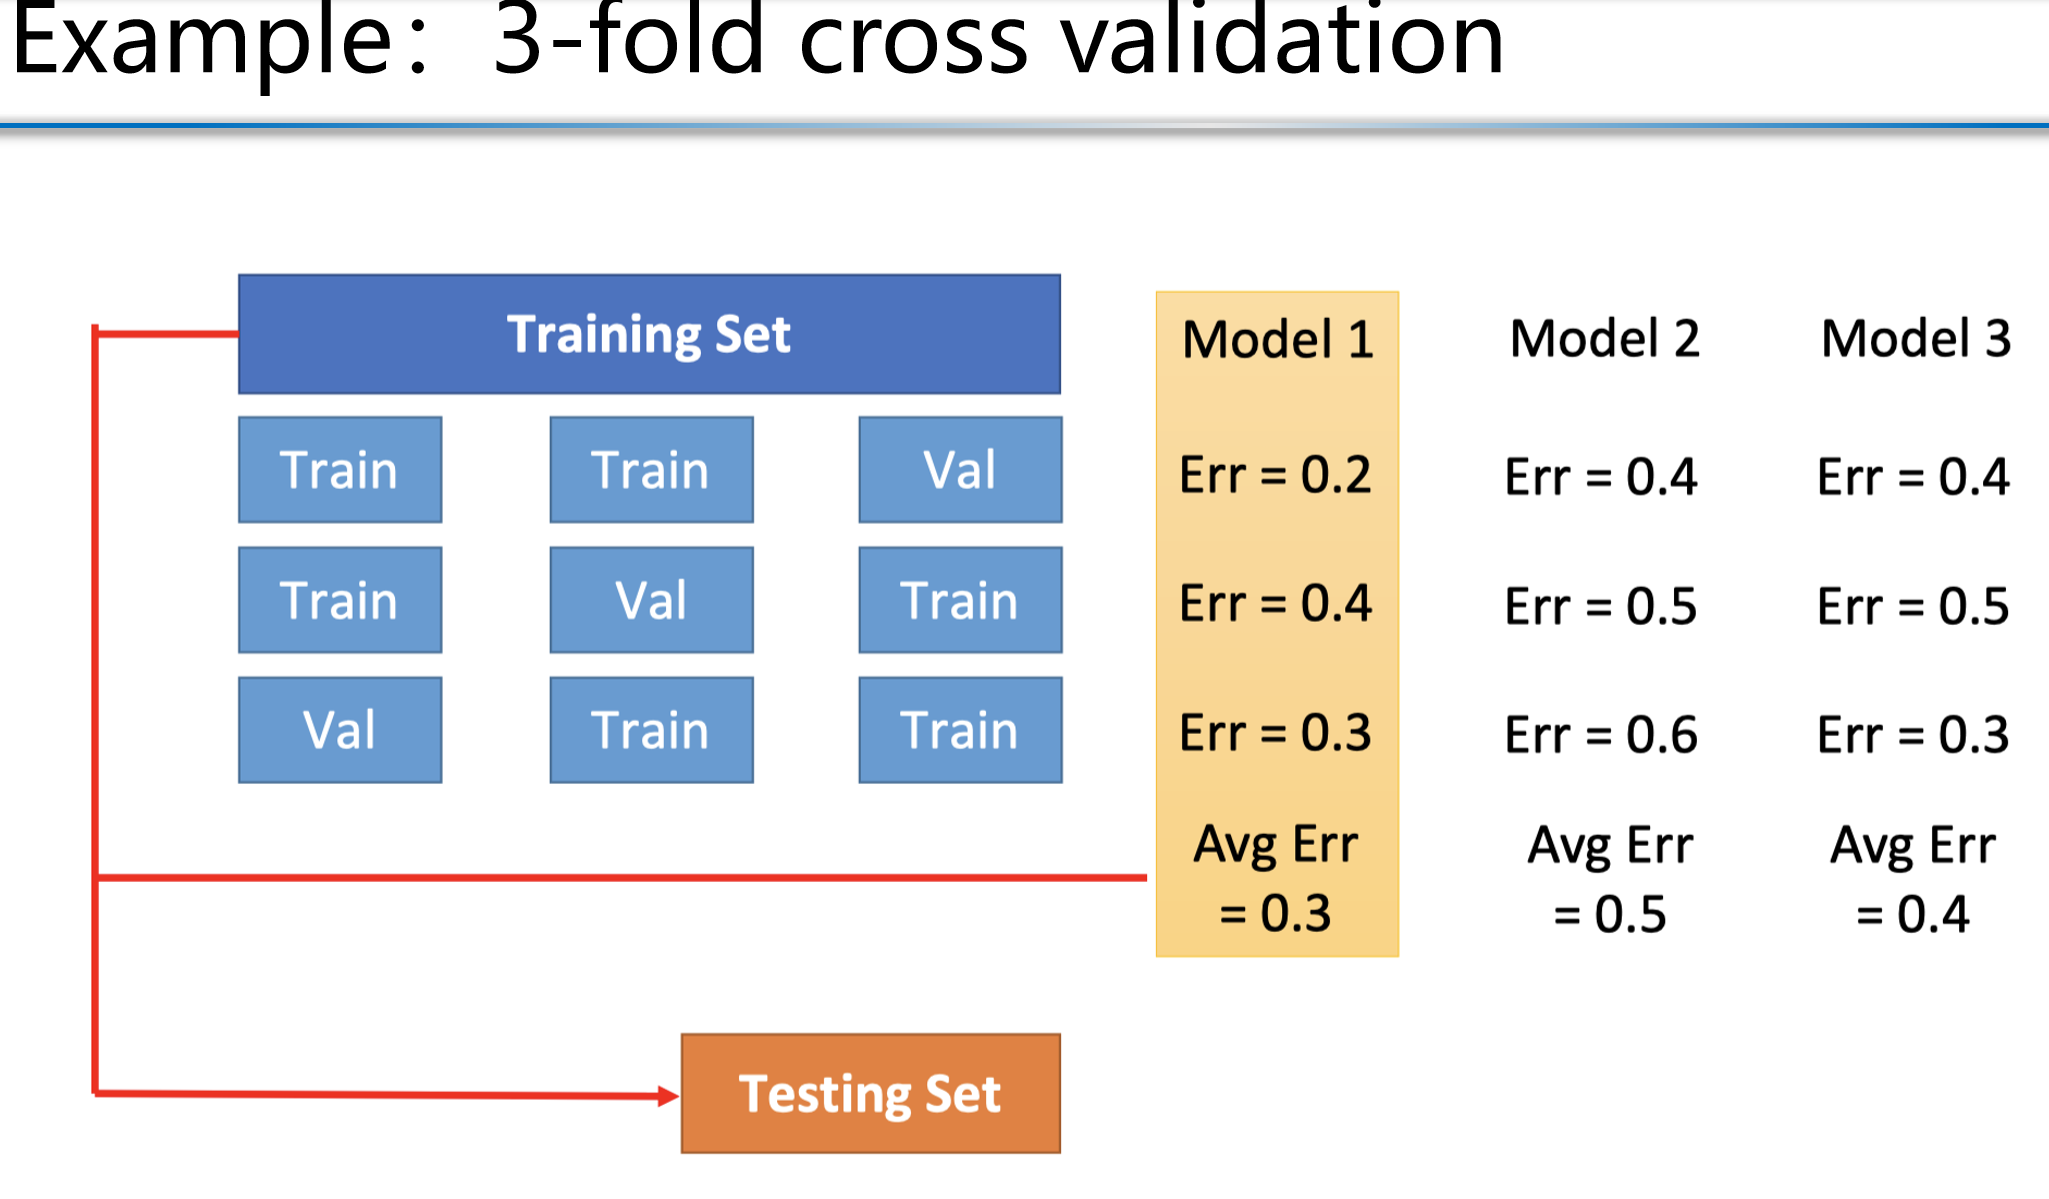 Example：3-fold cross validation
Training Set
Model 1
Model 2
Model 3
Train
Train
Val
Err = 0.2
Err = 0.4
Err = 0.4
Train
Val
Train
Err = 0.4
Err = 0.5
Err = 0.5
Val
Train
Train
Err = 0.3
Err = 0.6
Err = 0.3
Avg Err
= 0.3
Avg Err
= 0.5
Avg Err
= 0.4
Testing Set